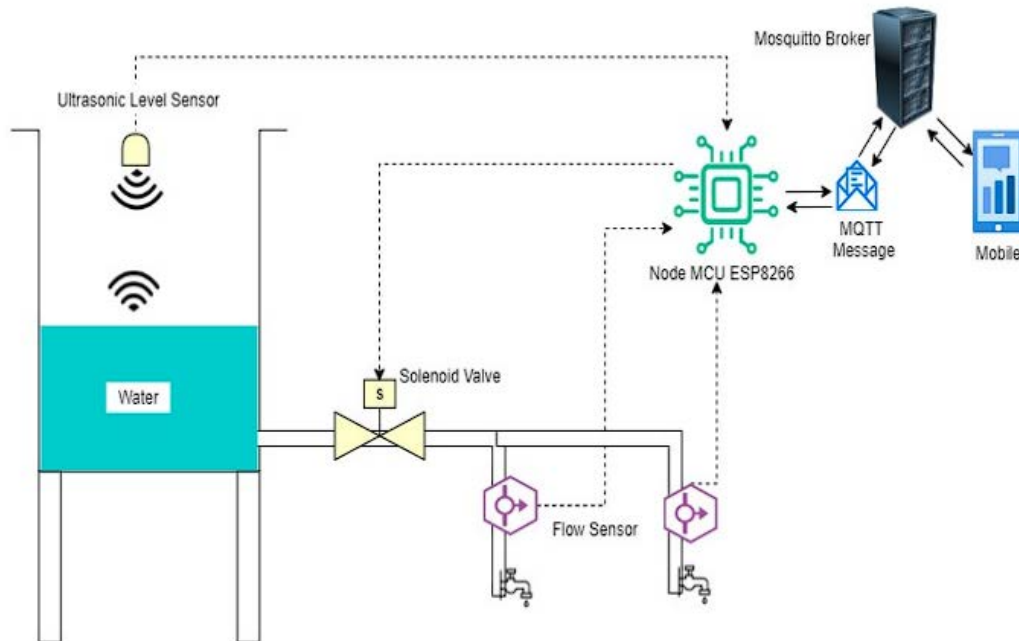 Mosquitto Broker
Ultrasonic Level Sensor
MQTT
Message
Mobile
Node MCU ESP8266
Solenoid Valve
s
Water
Flow Sensor